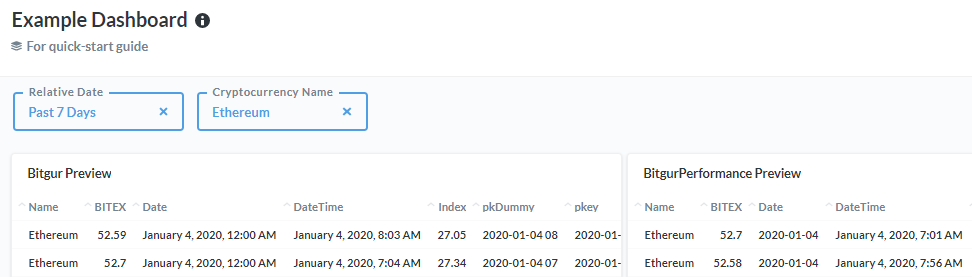 Example Dashboard
For quick-start guide
Relative Date Cryptocurrency Name
Past 7 Days Ethereum
Bitgur Preview BitgurPerformance Preview
Name BITEX Date DateTime Index pkDummy pkey Name BITEX Date DateTime
Ethereum 52.59 January 4, 2020, 12:00 AM January 4, 2020, 8:03 AM 27.05 2020-01-04 08 2020-01- Ethereum 52.7 2020-01-04 January 4, 2020, 7:01 AM
Ethereum 52.7 January 4, 2020, 12:00 AM January 4, 2020, 7:04 AM 27.34 2020-01-04 07 2020-01- Ethereum 52.58 2020-01-04 January 4, 2020, 7:56 AM